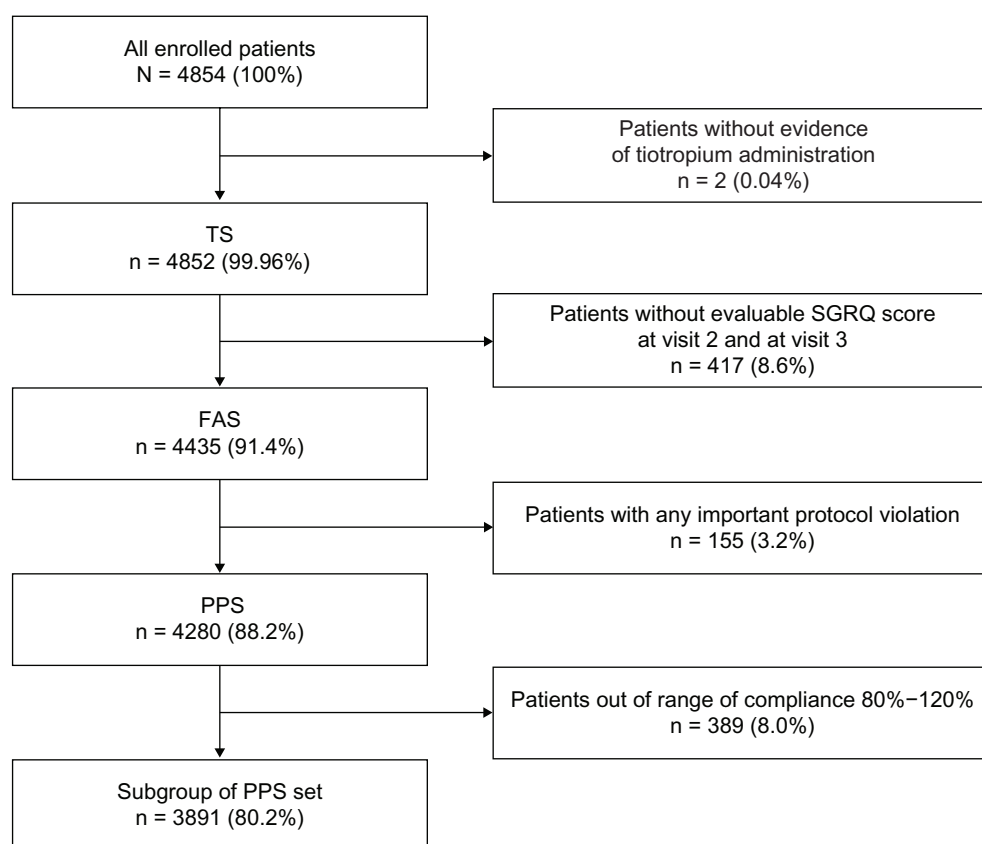 All enrolled patients
N = 4854 (100%)
Patients without evidence
of tiotropium administration
n = 2 (0.04%)
TS
n = 4852 (99.96%)
Patients without evaluable SGRQ score
at visit 2 and at visit 3
n = 417 (8.6%)
FAS
n = 4435 (91.4%)
Patients with any important protocol violation
n = 155 (3.2%)
PPS
n = 4280 (88.2%)
Patients out of range of compliance 80%−120%
n = 389 (8.0%)
Subgroup of PPS set
n = 3891 (80.2%)